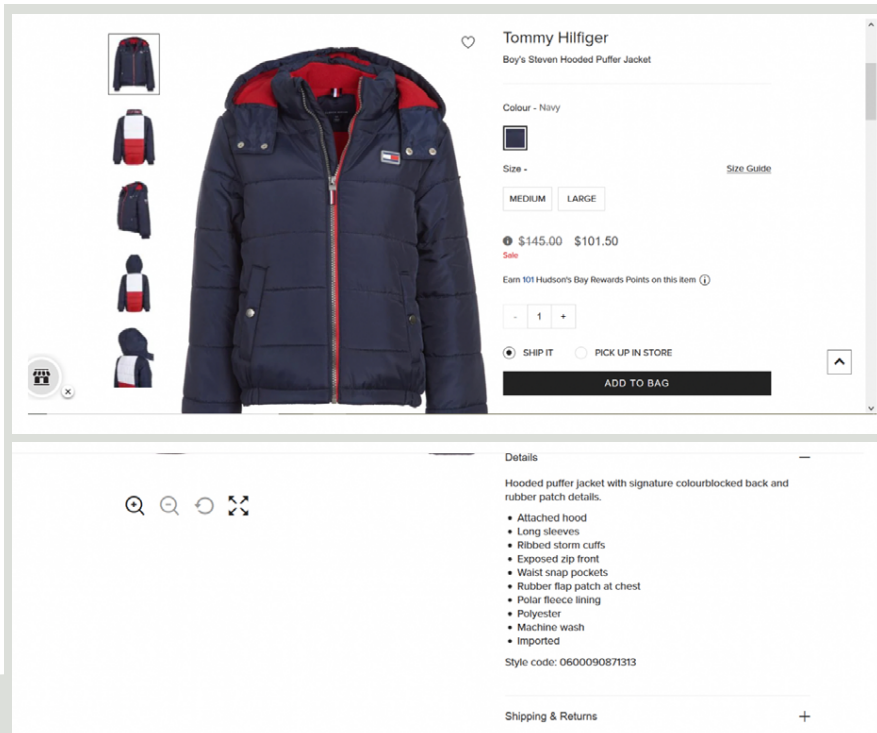 Tommy Hilfiger
Boy's Steven Hooded Puffer Jacket
Colour - Navy
Size -
Size Guide
MEDIUM
LARGE
$145.00 $101.50
Sale
Earn 101 Hudson's Bay Rewards Points on this item
- 1 +
SHIP IT
PICK UP IN STORE
ADD TO BAG
Details
Hooded puffer jacket with signature colourblocked back and
rubber patch details.
• Attached hood
• Long sleeves
• Ribbed storm cuffs
• Exposed zip front
• Waist snap pockets
• Rubber flap patch at chest
• Polar fleece lining
• Polyester
• Machine wash
• Imported
Style code: 0600090871313
Shipping & Returns